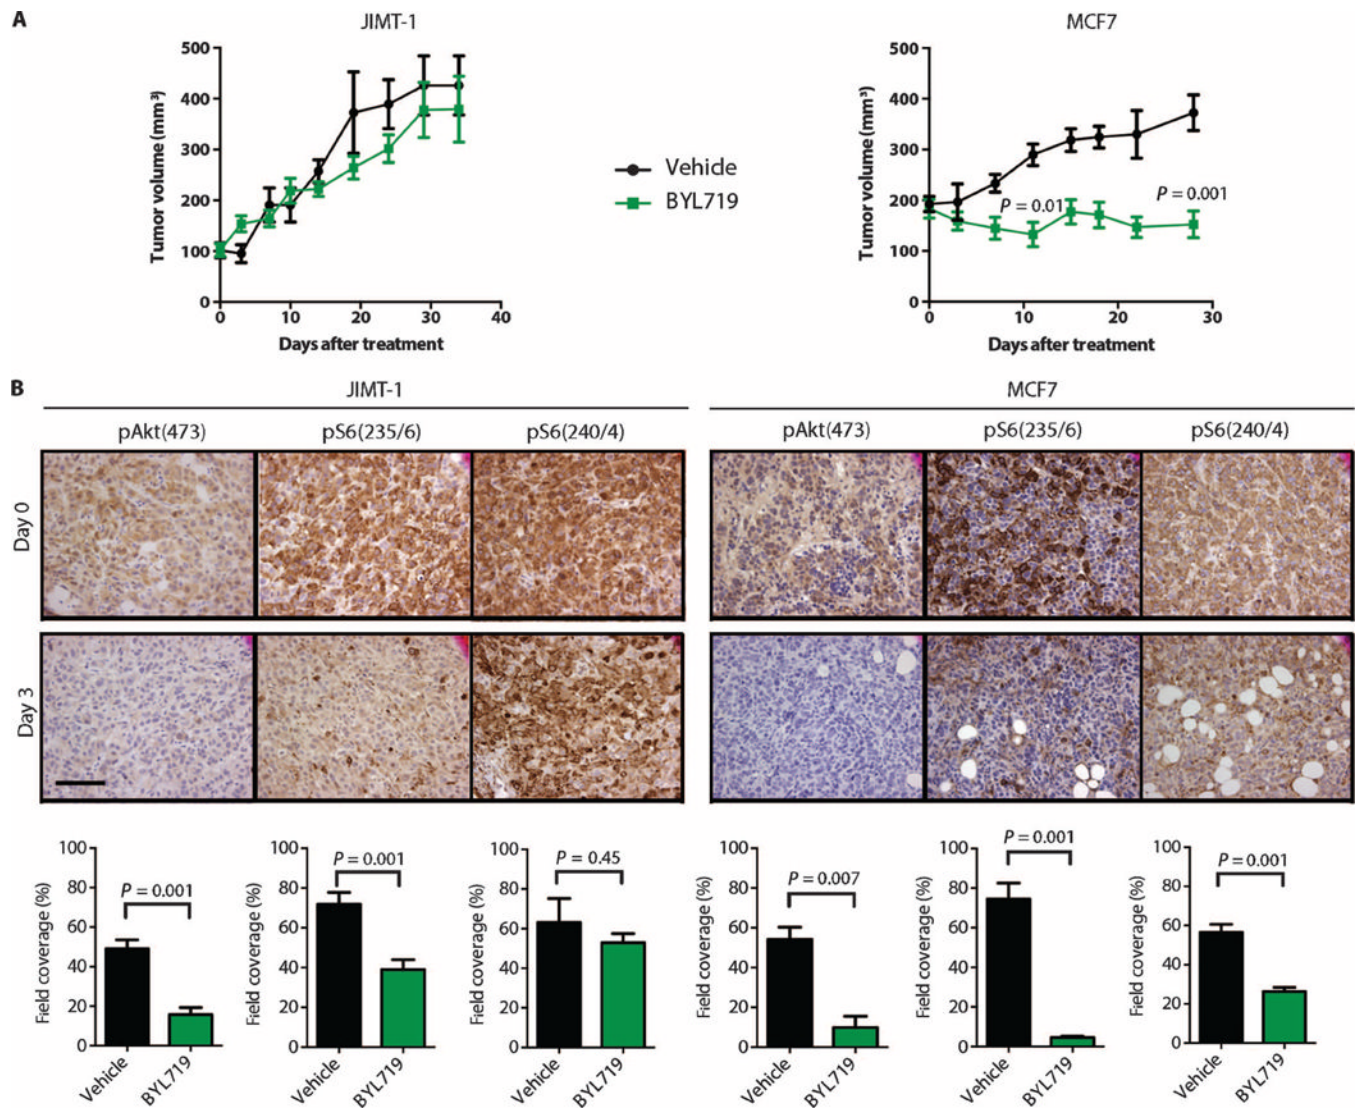 A
JIMT-1
MCF7
500
400
300
200
100
0
Tumor volume (mm³)
0 10 20 30 40
Days after treatment
Vehicle
BYL719
500
400
300
200
100
0
Tumor volume (mm³)
P = 0.01
P = 0.001
0 10 20 30
Days after treatment
B
JIMT-1
MCF7
pAkt(473) pS6(235/6) pS6(240/4)
pAkt(473) pS6(235/6) pS6(240/4)
Day 0
Day 3
100
80
60
40
20
0
Field coverage (%)
P = 0.001
Vehicle
BYL719
100
80
60
40
20
0
Field coverage (%)
P = 0.001
Vehicle
BYL719
100
80
60
40
20
0
Field coverage (%)
P = 0.45
Vehicle
BYL719
100
80
60
40
20
0
Field coverage (%)
P = 0.007
Vehicle
BYL719
100
80
60
40
20
0
Field coverage (%)
P = 0.001
Vehicle
BYL719
100
80
60
40
20
0
Field coverage (%)
P = 0.001
Vehicle
BYL719